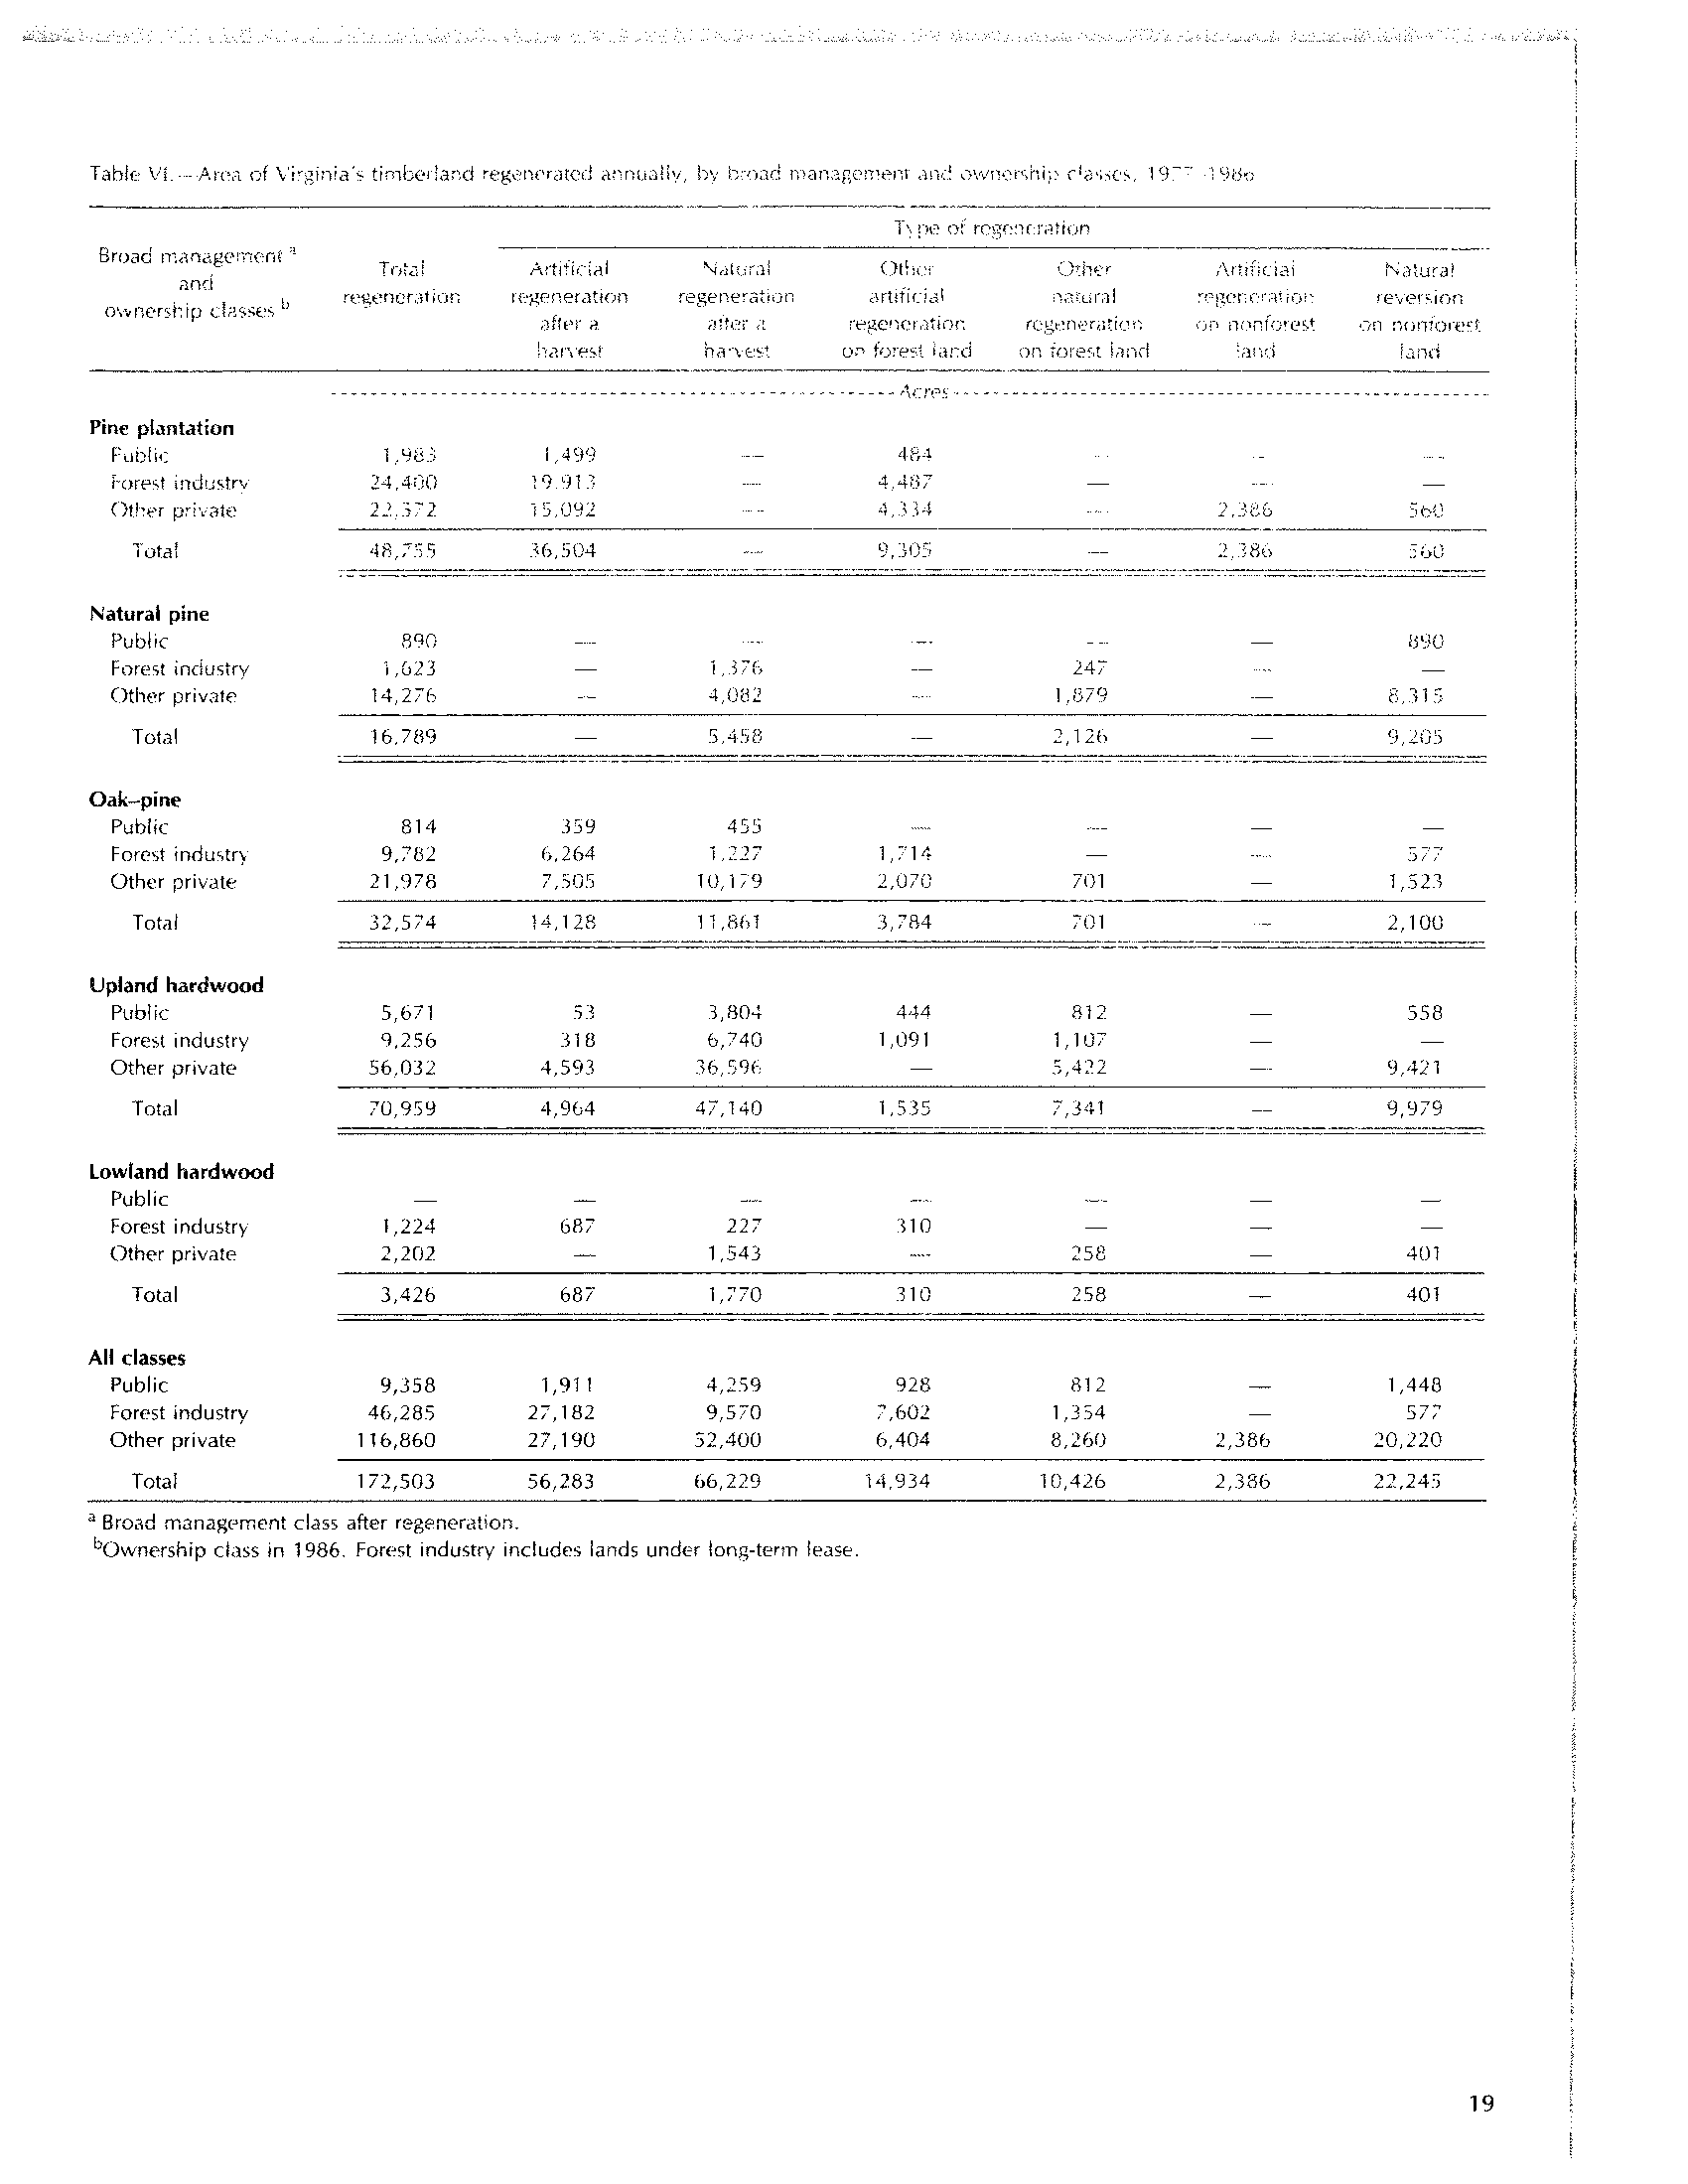 Table VI.—Area of Virginia's timberland regenerated annually, by broad management and ownership classes, 1977-1986
Type of regeneration
Broad management a
and
ownership classes b
Total
regeneration
Artificial
regeneration
after a
harvest
Natural
regeneration
after a
harvest
Other
artificial
regeneration
on forest land
Other
natural
regeneration
on forest land
Artificial
regeneration
on nonforest
land
Natural
reversion
on nonforest
land
Acres
Pine plantation
Public 1,983 1,499 — 484 — — —
Forest industry 24,400 19,913 — 4,487 — — —
Other private 22,372 15,092 — 4,334 — 2,386 560
Total 48,755 36,504 — 9,305 — 2,386 560
Natural pine
Public 890 — — — — — 890
Forest industry 1,623 — 1,376 — 247 — —
Other private 14,276 — 4,082 — 1,879 — 8,315
Total 16,789 — 5,458 — 2,126 — 9,205
Oak–pine
Public 814 359 455 — — — —
Forest industry 9,782 6,264 1,227 1,714 — — 577
Other private 21,978 7,505 10,179 2,070 701 — 1,523
Total 32,574 14,128 11,861 3,784 701 — 2,100
Upland hardwood
Public 5,671 53 3,804 444 812 — 558
Forest industry 9,256 318 6,740 1,091 1,107 — —
Other private 56,032 4,593 36,596 — 5,422 — 9,421
Total 70,959 4,964 47,140 1,535 7,341 — 9,979
Lowland hardwood
Public — — — — — — —
Forest industry 1,224 687 227 310 — — —
Other private 2,202 — 1,543 — 258 — 401
Total 3,426 687 1,770 310 258 — 401
All classes
Public 9,358 1,911 4,259 928 812 — 1,448
Forest industry 46,285 27,182 9,570 7,602 1,354 — 577
Other private 116,860 27,190 52,400 6,404 8,260 2,386 20,220
Total 172,503 56,283 66,229 14,934 10,426 2,386 22,245
a Broad management class after regeneration.
bOwnership class in 1986. Forest industry includes lands under long-term lease.
19